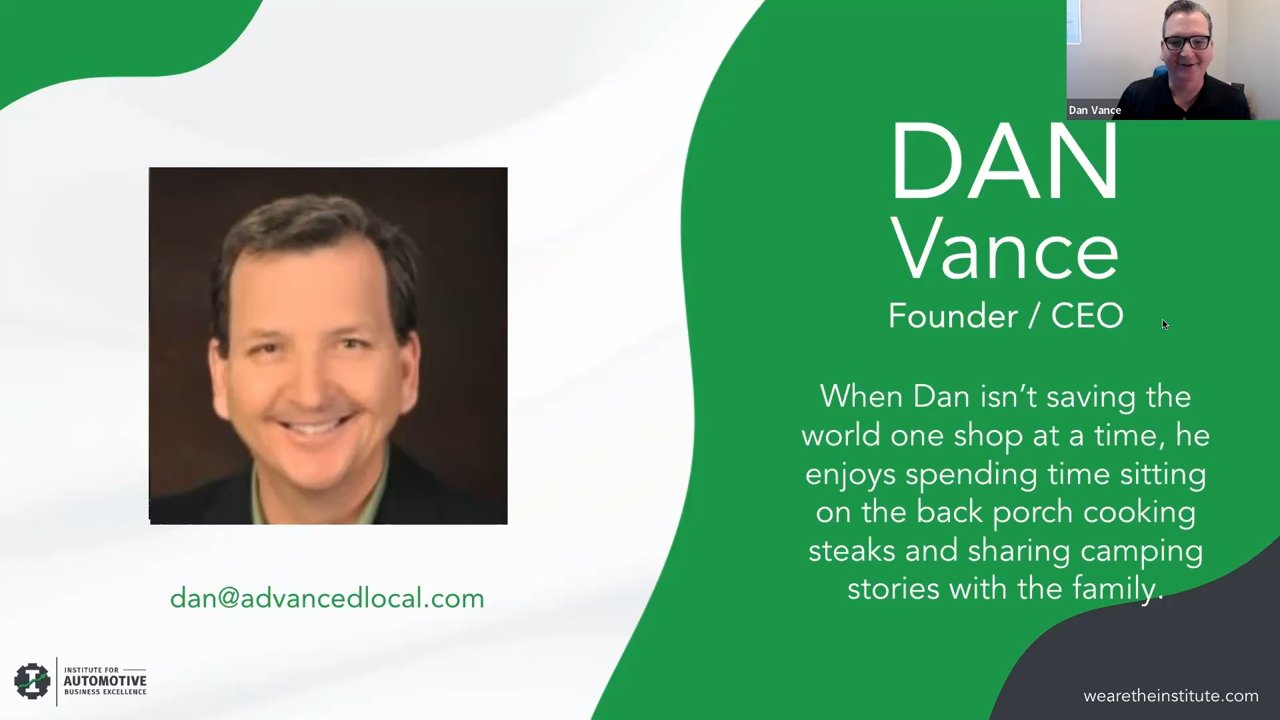 Dan Vance
DAN
Vance
Founder / CEO
When Dan isn’t saving the
world one shop at a time, he
enjoys spending time sitting
on the back porch cooking
steaks and sharing camping
stories with the family.
dan@advancedlocal.com
INSTITUTE FOR
AUTOMOTIVE
BUSINESS EXCELLENCE
wearetheinstitute.com